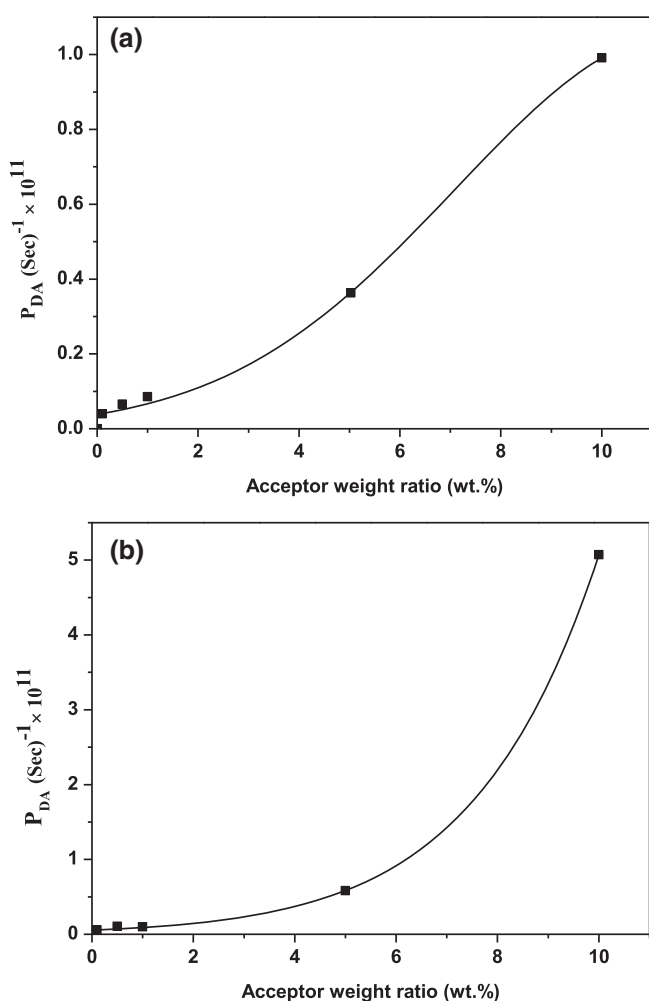 (a)
1.0
0.8
0.6
0.4
0.2
0.0
P_DA (Sec)^-1 × 10^11
0 2 4 6 8 10
Acceptor weight ratio (wt.%)
(b)
5
4
3
2
1
0
P_DA (Sec)^-1 × 10^11
0 2 4 6 8 10
Acceptor weight ratio (wt.%)